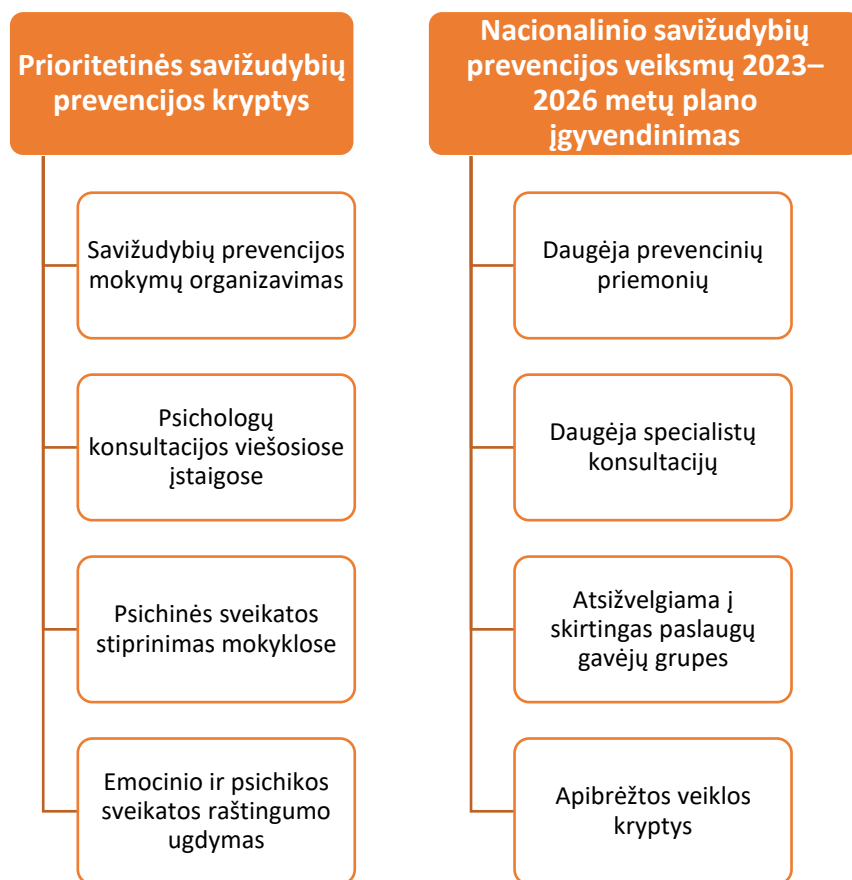 Prioritetinės savižudybių
prevencijos kryptys
Savižudybių prevencijos
mokymų organizavimas
Psichologų
konsultacijos viešosiose
įstaigose
Psichinės sveikatos
stiprinimas mokyklose
Emocinio ir psichikos
sveikatos raštingumo
ugdymas
Nacionalinio savižudybių
prevencijos veiksmų 2023–
2026 metų plano
įgyvendinimas
Daugėja prevencinių
priemonių
Daugėja specialistų
konsultacijų
Atsižvelgiama į
skirtingas paslaugų
gavėjų grupes
Apibrėžtos veiklos
kryptys